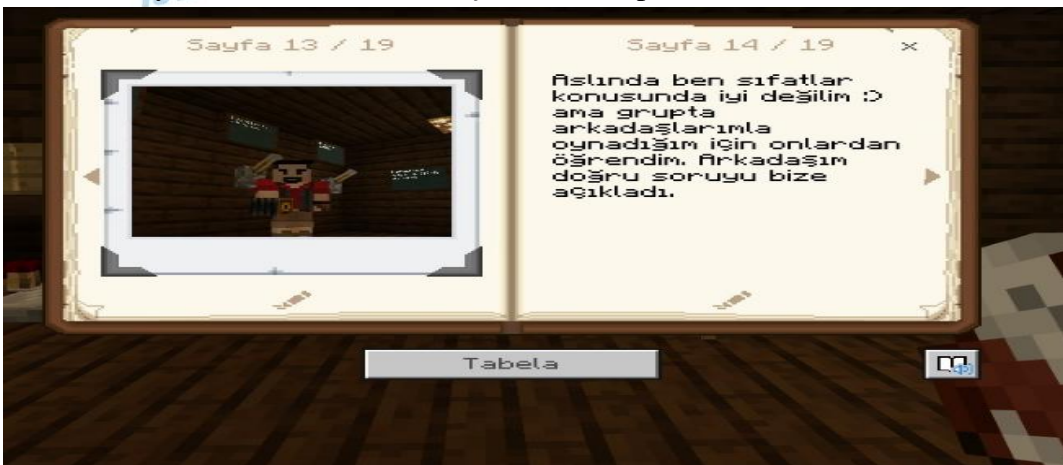 Sayfa 13 / 19
Sayfa 14 / 19
Aslında ben sıfatlar
konusunda iyi değilim :)
ama grupta
arkadaşlarımla
oynadığım için onlardan
öğrendim. Arkadaşım
doğru soruyu bize
açıkladı.
Tabela